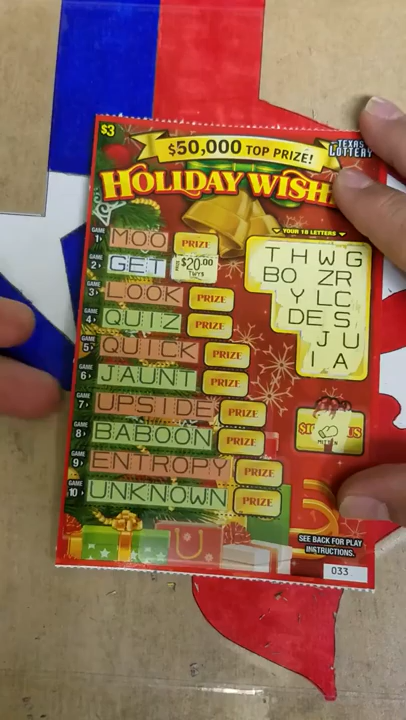 $3
$50,000 TOP PRIZE!
TEXAS
LOTTERY
HOLIDAY WISH
YOUR 18 LETTERS
T H W G
B O Z R
Y L C
D E S
J U
I A
GAME 1 MOO PRIZE
GAME 2 GET PRIZE $20.00
TWY$
GAME 3 LOOK PRIZE
GAME 4 QUIZ PRIZE
GAME 5 QUICK PRIZE
GAME 6 JAUNT PRIZE
GAME 7 UPSIDE PRIZE
GAME 8 BABOON PRIZE
GAME 9 ENTROPY PRIZE
GAME 10 UNKNOWN PRIZE
MITTEN
SEE BACK FOR PLAY
INSTRUCTIONS.
033